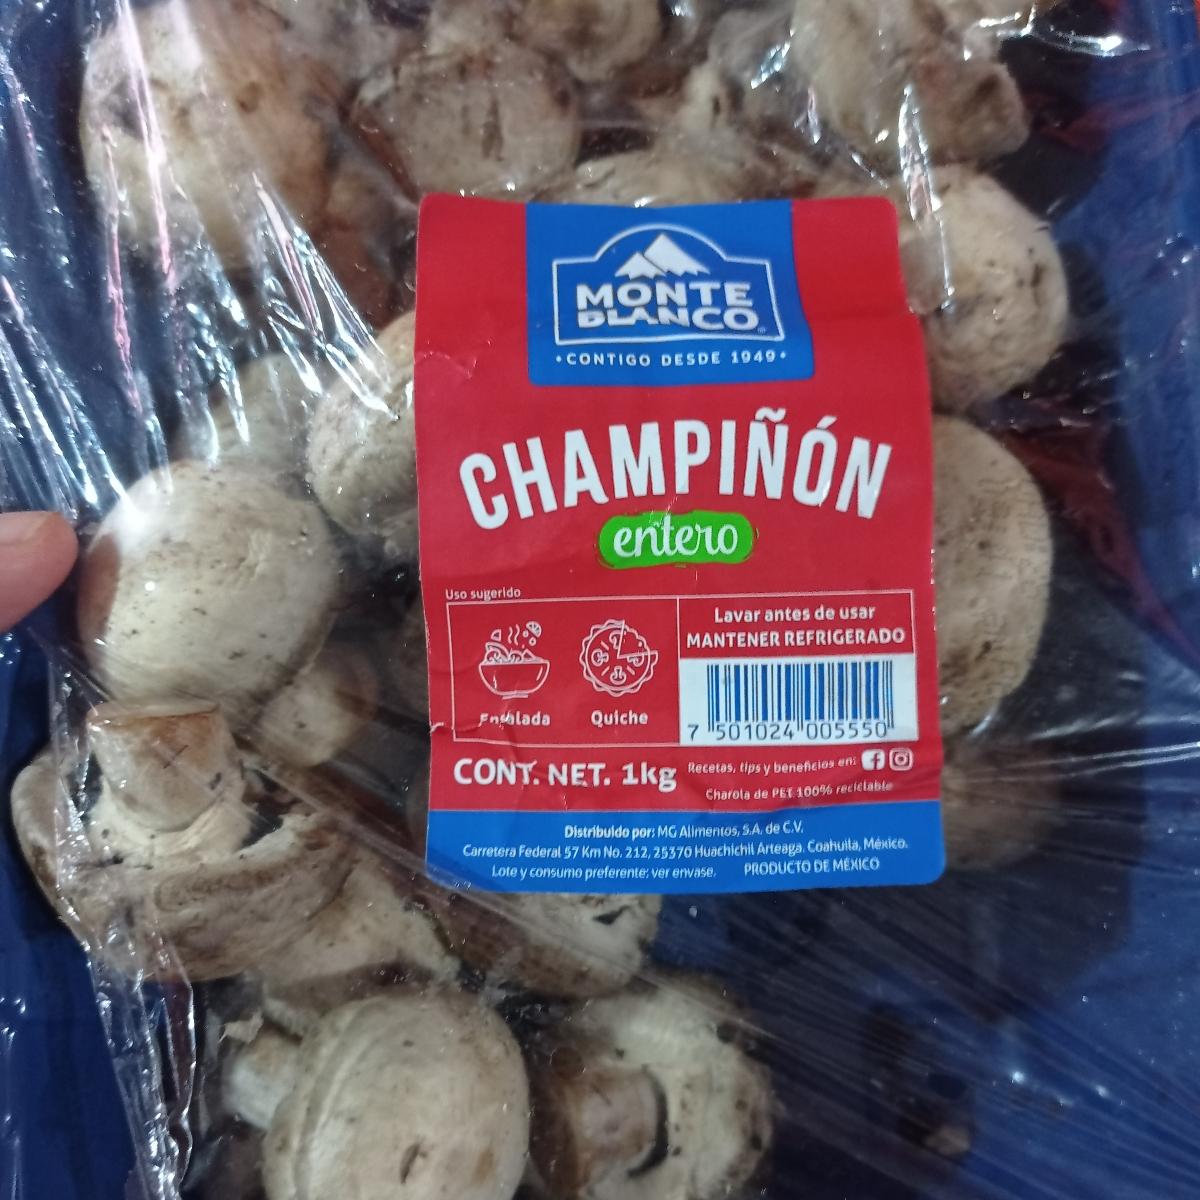 MONTE
BLANCO
• CONTIGO DESDE 1949 •
CHAMPIÑÓN
entero
Uso sugerido
Ensalada
Quiche
Lavar antes de usar
MANTENER REFRIGERADO
7 501024 005550
CONT. NET. 1kg
Recetas, tips y beneficios en:
Charola de PET 100% reciclable
Distribuido por: MG Alimentos, S.A. de C.V.
Carretera Federal 57 Km No. 212, 25370 Huachichil Arteaga. Coahuila, México.
Lote y consumo preferente: ver envase. PRODUCTO DE MÉXICO